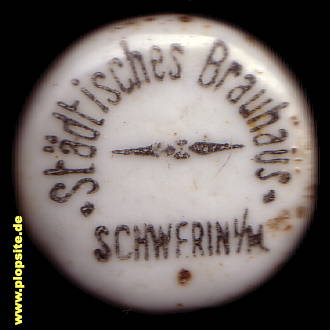 Städtisches Brauhaus.
SCHWERIN i/M
www.plopsite.de